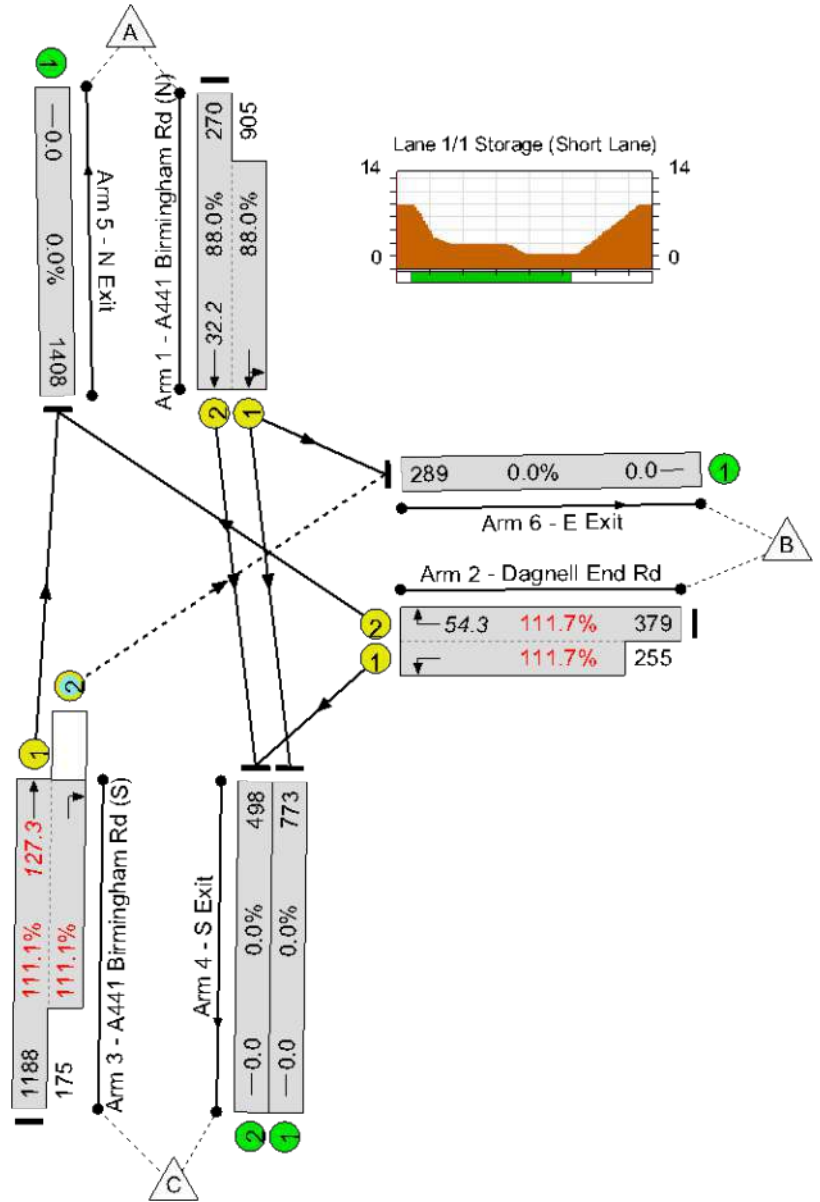 A
1
0.0
0.0%
1408
Arm 5 - N Exit
Arm 1 - A441 Birmingham Rd (N)
270
88.0%
32.2
905
88.0%
2
1
Lane 1/1 Storage (Short Lane)
14
14
0
0
289 0.0% 0.0
1
Arm 6 - E Exit
B
Arm 2 - Dagnell End Rd
2
54.3 111.7% 379
1
111.7% 255
2
1
127.3
111.1%
1188
111.1%
175
Arm 3 - A441 Birmingham Rd (S)
Arm 4 - S Exit
498
0.0%
0.0
773
0.0%
0.0
2
1
C